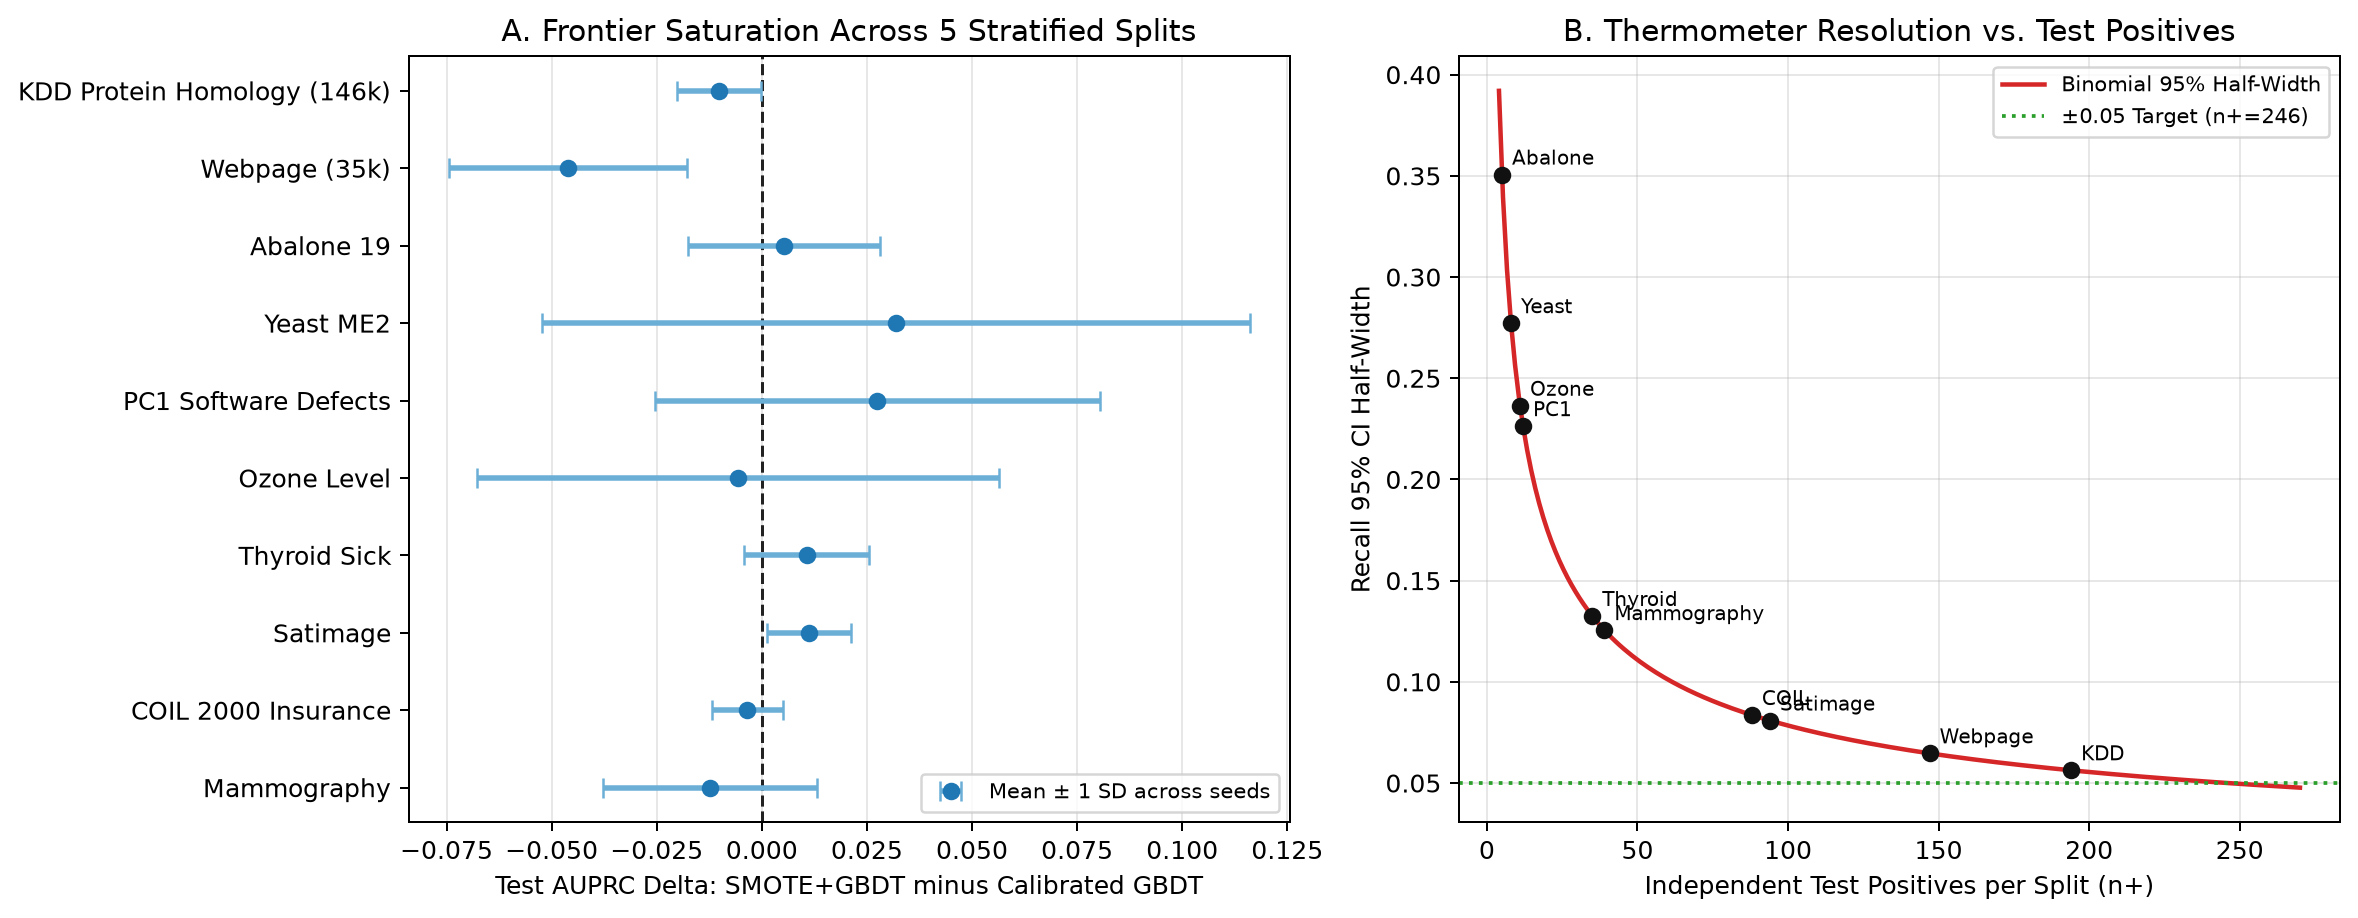 A. Frontier Saturation Across 5 Stratified Splits
KDD Protein Homology (146k)
Webpage (35k)
Abalone 19
Yeast ME2
PC1 Software Defects
Ozone Level
Thyroid Sick
Satimage
COIL 2000 Insurance
Mammography
Mean ± 1 SD across seeds
−0.075 −0.050 −0.025 0.000 0.025 0.050 0.075 0.100 0.125
Test AUPRC Delta: SMOTE+GBDT minus Calibrated GBDT
B. Thermometer Resolution vs. Test Positives
Recall 95% CI Half-Width
0.40
0.35
0.30
0.25
0.20
0.15
0.10
0.05
Binomial 95% Half-Width
±0.05 Target (n+=246)
Abalone
Yeast
Ozone
PC1
Thyroid
Mammography
COIL
Satimage
Webpage
KDD
0 50 100 150 200 250
Independent Test Positives per Split (n+)